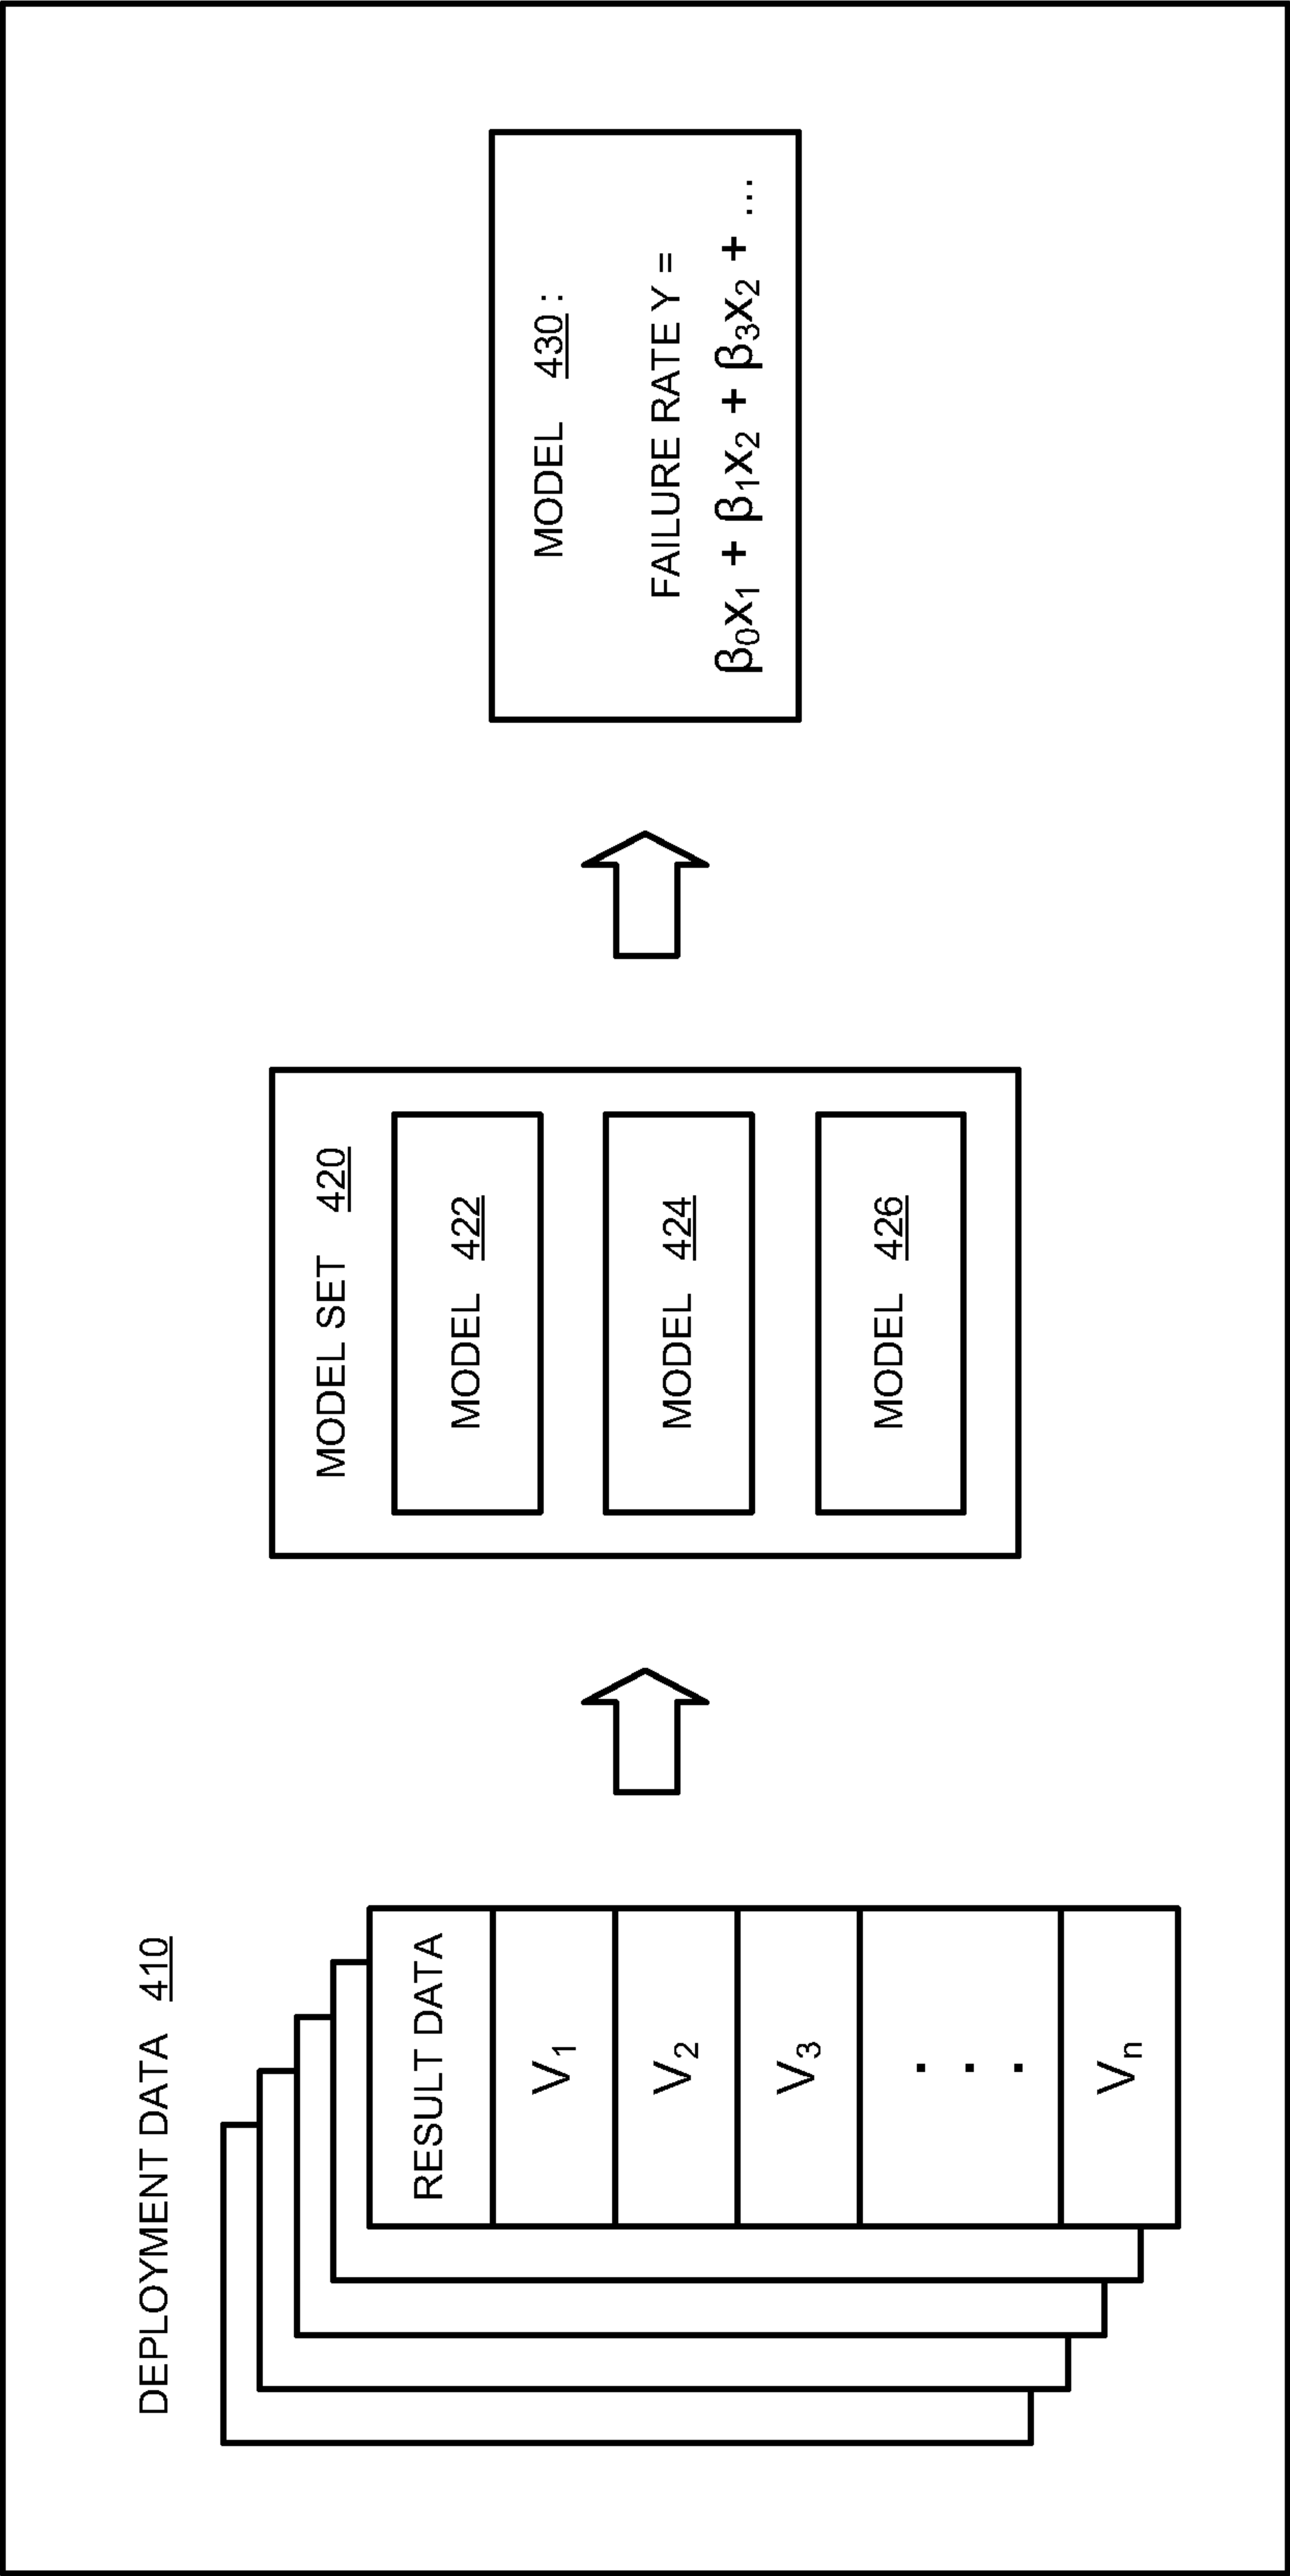 DEPLOYMENT DATA 410
RESULT DATA
V₁
V₂
V₃
. . .
Vₙ
MODEL SET 420
MODEL 422
MODEL 424
MODEL 426
MODEL 430 :
FAILURE RATE Y =
β₀x₁ + β₁x₂ + β₃x₂ + ...